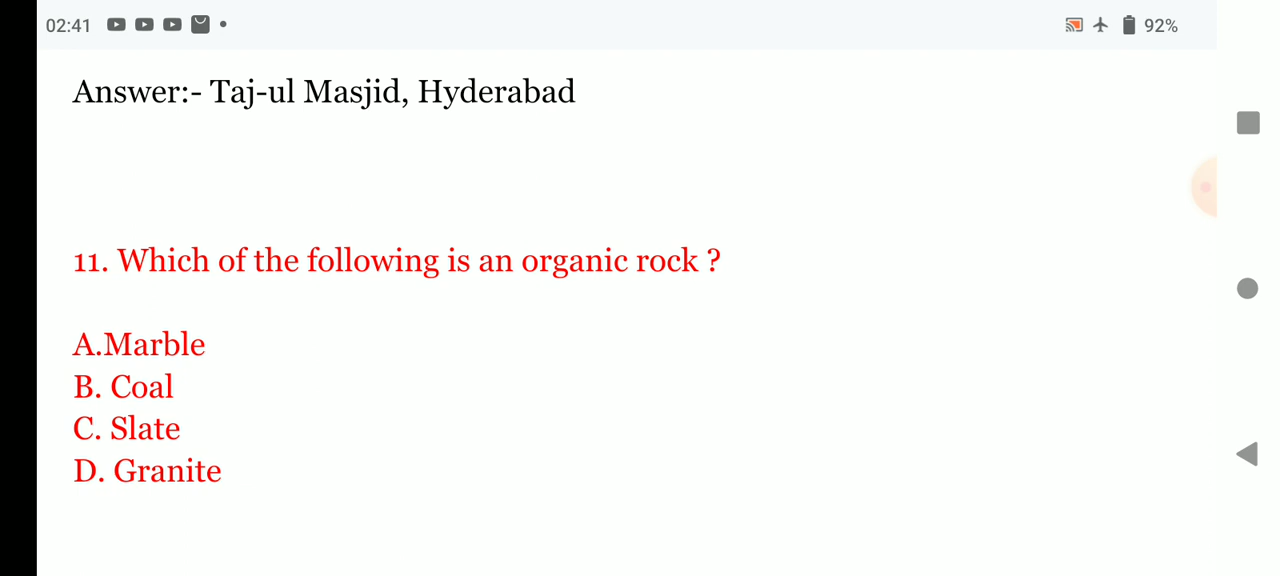 02:41 92%
Answer:- Taj-ul Masjid, Hyderabad
11. Which of the following is an organic rock ?
A.Marble
B. Coal
C. Slate
D. Granite